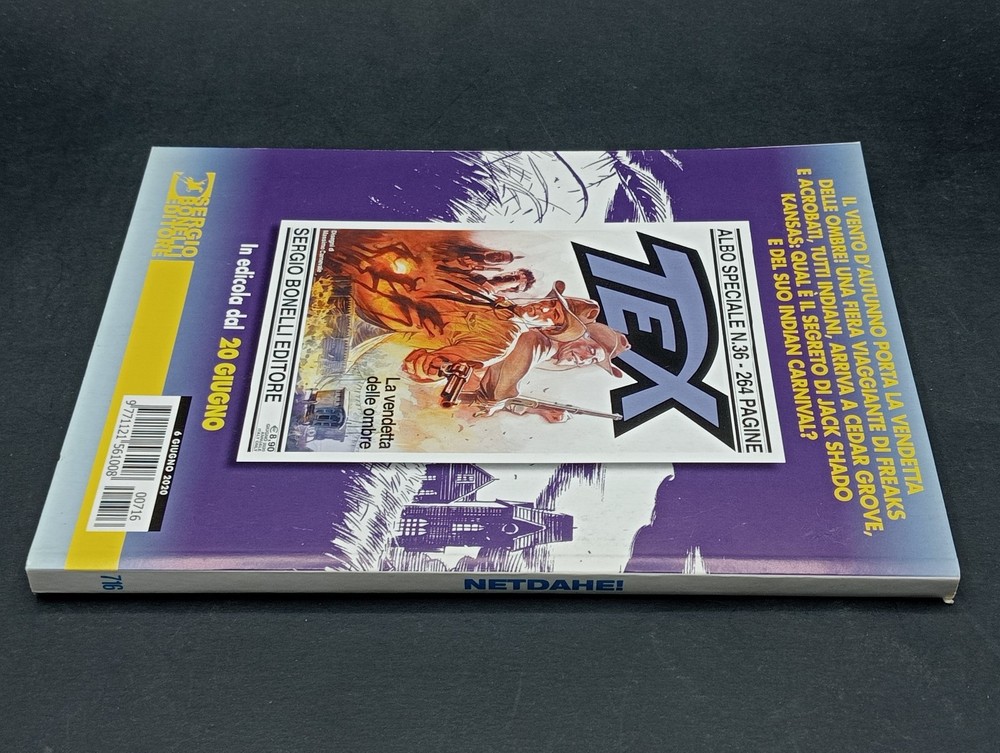 IL VENTO D'AUTUNNO PORTA LA VENDETTA
DELLE OMBRE! UNA FIERA VIAGGIANTE DI FREAKS
E ACROBATI, TUTTI INDIANI, ARRIVA A CEDAR GROVE,
KANSAS: QUAL È IL SEGRETO DI JACK SHADO
E DEL SUO INDIAN CARNIVAL?
ALBO SPECIALE N.36 - 264 PAGINE
TEX
La vendetta
delle ombre
Disegni di
€ 8,90
SERGIO BONELLI EDITORE
In edicola dal 20 GIUGNO
SERGIO
BONELLI
EDITORE
6 GIUGNO 2020
00716
9 771121 561008
716
NETDAHE!